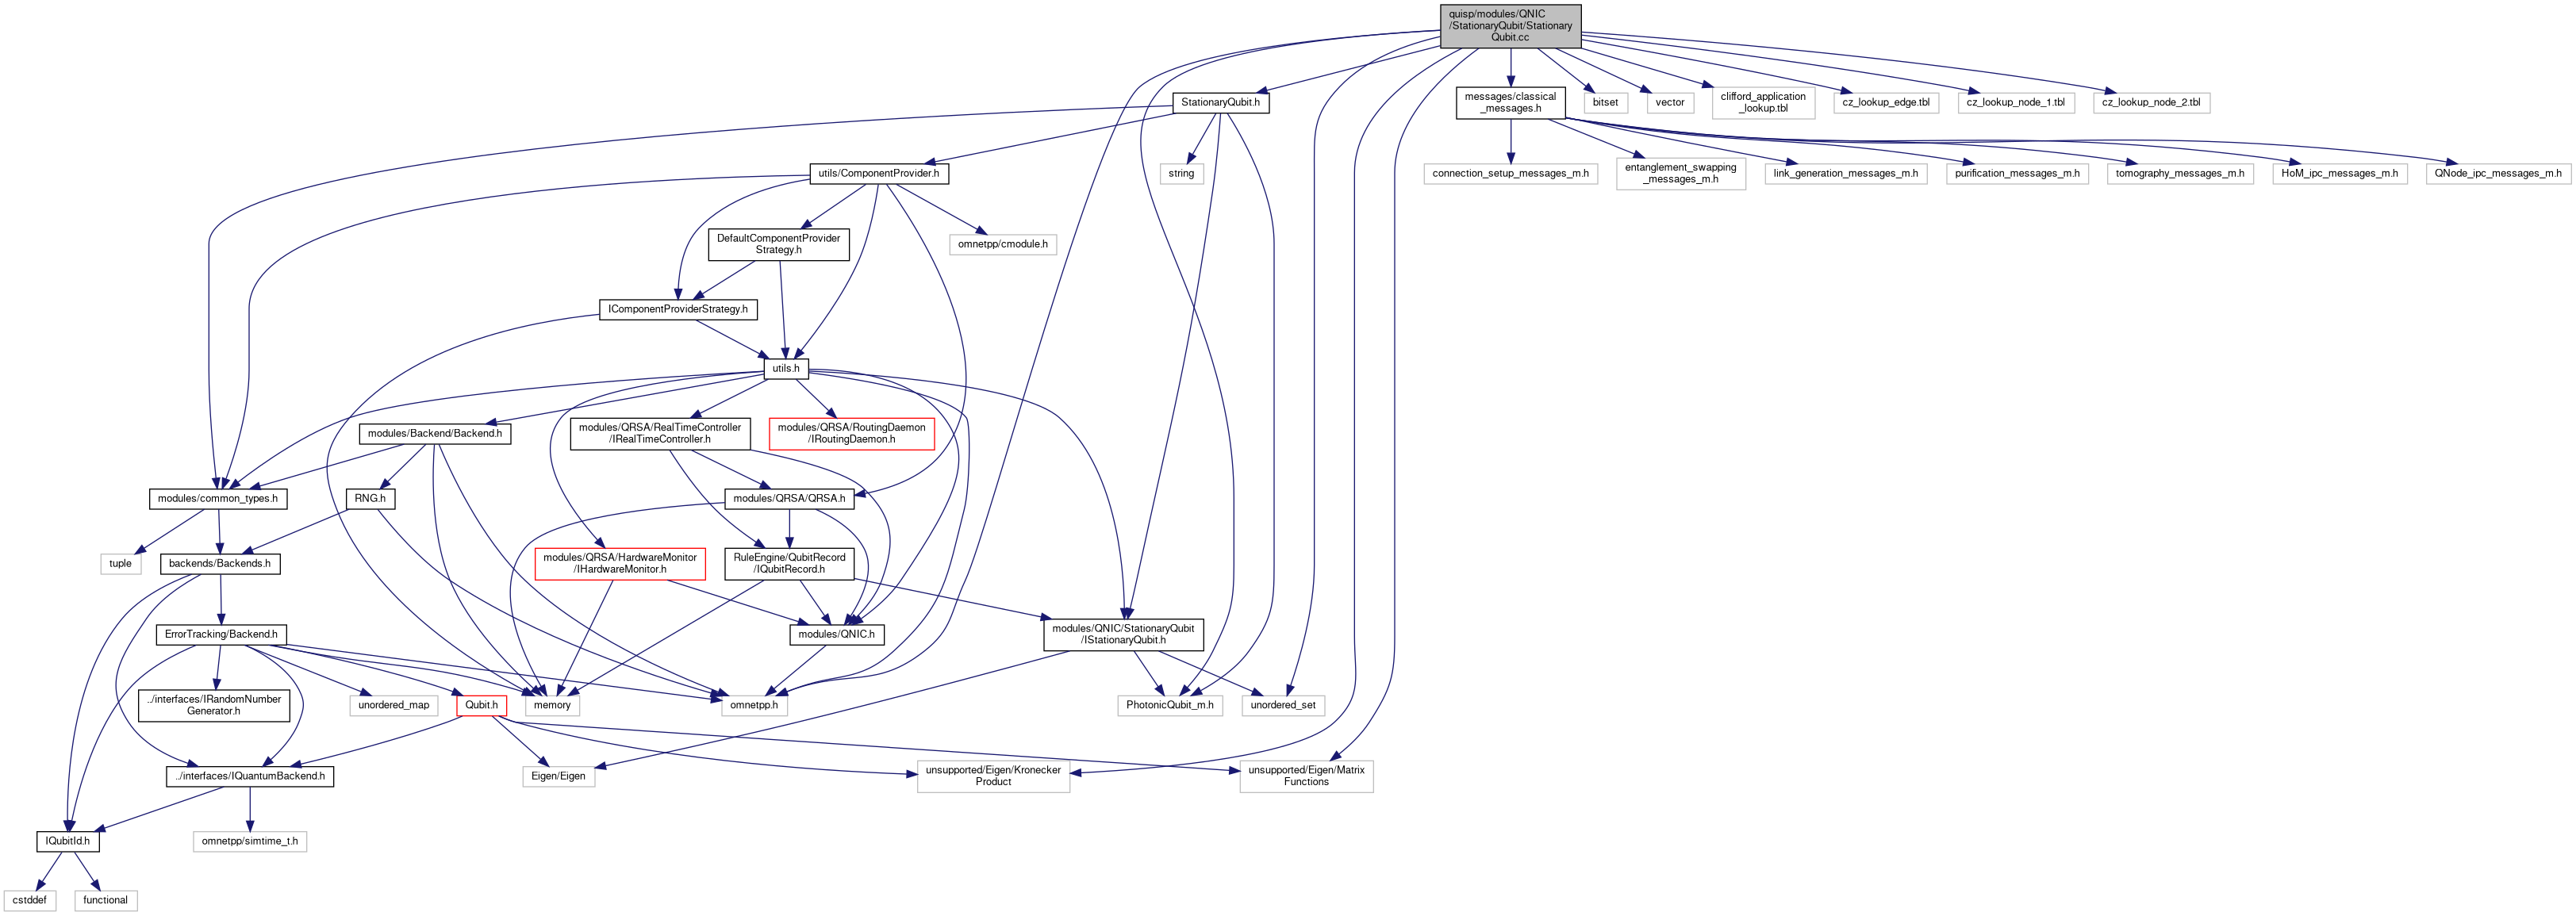 quisp/modules/QNIC
/StationaryQubit/Stationary
Qubit.cc
StationaryQubit.h
messages/classical
_messages.h
bitset
vector
clifford_application
_lookup.tbl
cz_lookup_edge.tbl
cz_lookup_node_1.tbl
cz_lookup_node_2.tbl
utils/ComponentProvider.h
string
connection_setup_messages_m.h
entanglement_swapping
_messages_m.h
link_generation_messages_m.h
purification_messages_m.h
tomography_messages_m.h
HoM_ipc_messages_m.h
QNode_ipc_messages_m.h
DefaultComponentProvider
Strategy.h
omnetpp/cmodule.h
IComponentProviderStrategy.h
utils.h
modules/Backend/Backend.h
modules/QRSA/RealTimeController
/IRealTimeController.h
modules/QRSA/RoutingDaemon
/IRoutingDaemon.h
modules/common_types.h
RNG.h
modules/QRSA/QRSA.h
tuple
backends/Backends.h
modules/QRSA/HardwareMonitor
/IHardwareMonitor.h
RuleEngine/QubitRecord
/IQubitRecord.h
ErrorTracking/Backend.h
modules/QNIC.h
modules/QNIC/StationaryQubit
/IStationaryQubit.h
../interfaces/IRandomNumber
Generator.h
unordered_map
Qubit.h
memory
omnetpp.h
PhotonicQubit_m.h
unordered_set
../interfaces/IQuantumBackend.h
Eigen/Eigen
unsupported/Eigen/Kronecker
Product
unsupported/Eigen/Matrix
Functions
IQubitId.h
omnetpp/simtime_t.h
cstddef
functional